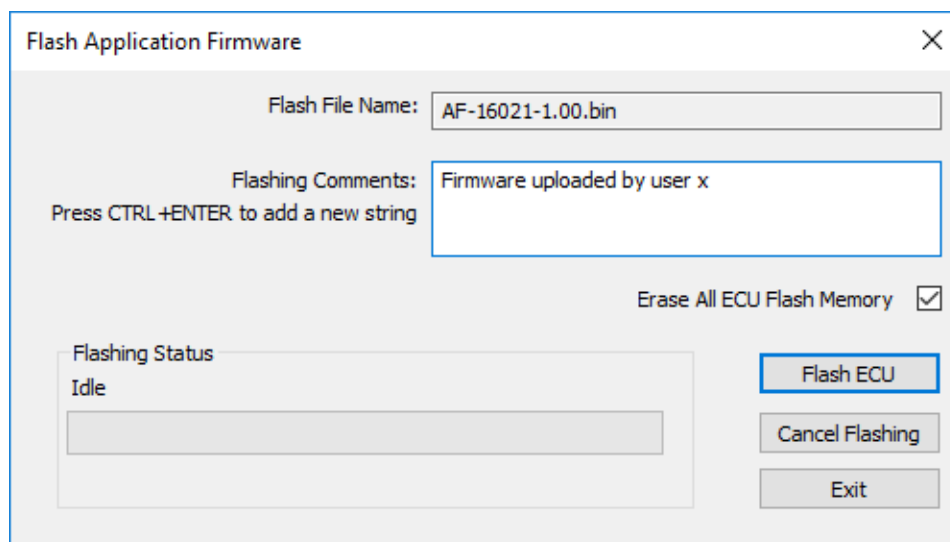 Flash Application Firmware
Flash File Name: AF-16021-1.00.bin
Flashing Comments: Firmware uploaded by user x
Press CTRL+ENTER to add a new string
Erase All ECU Flash Memory
Flashing Status
Idle
Flash ECU
Cancel Flashing
Exit